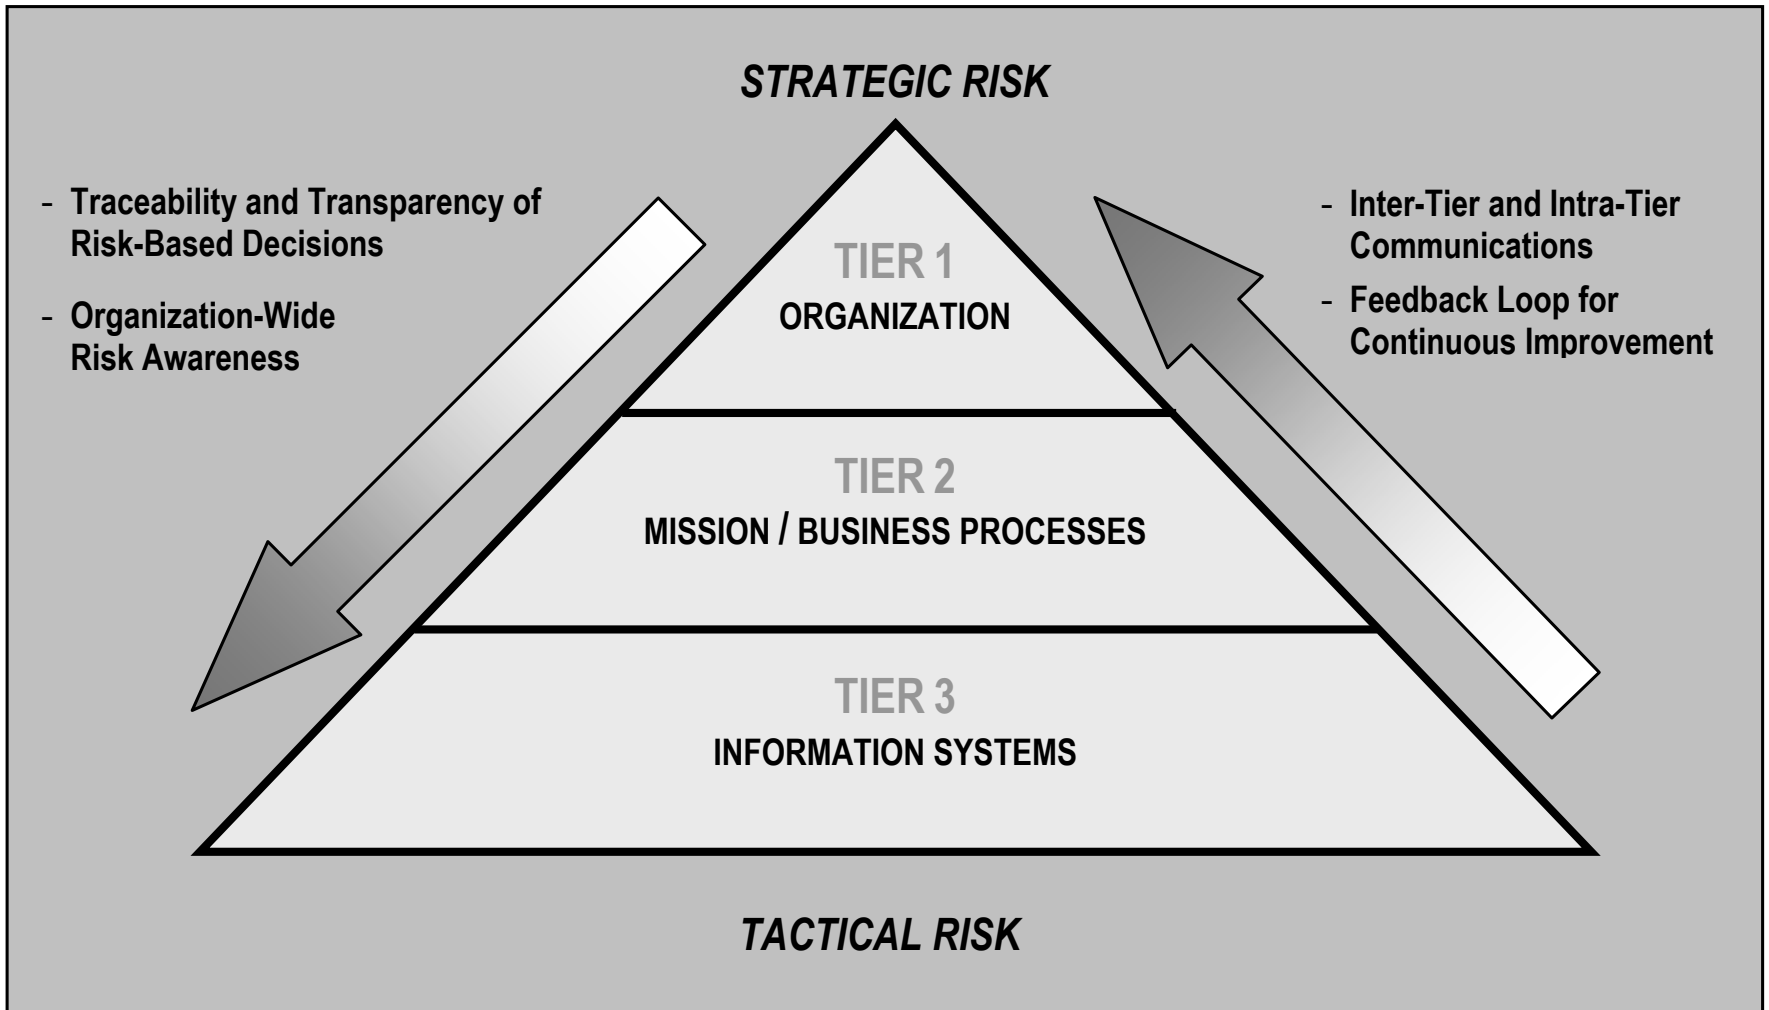 STRATEGIC RISK
- Traceability and Transparency of
Risk-Based Decisions
- Organization-Wide
Risk Awareness
- Inter-Tier and Intra-Tier
Communications
- Feedback Loop for
Continuous Improvement
TIER 1
ORGANIZATION
TIER 2
MISSION / BUSINESS PROCESSES
TIER 3
INFORMATION SYSTEMS
TACTICAL RISK